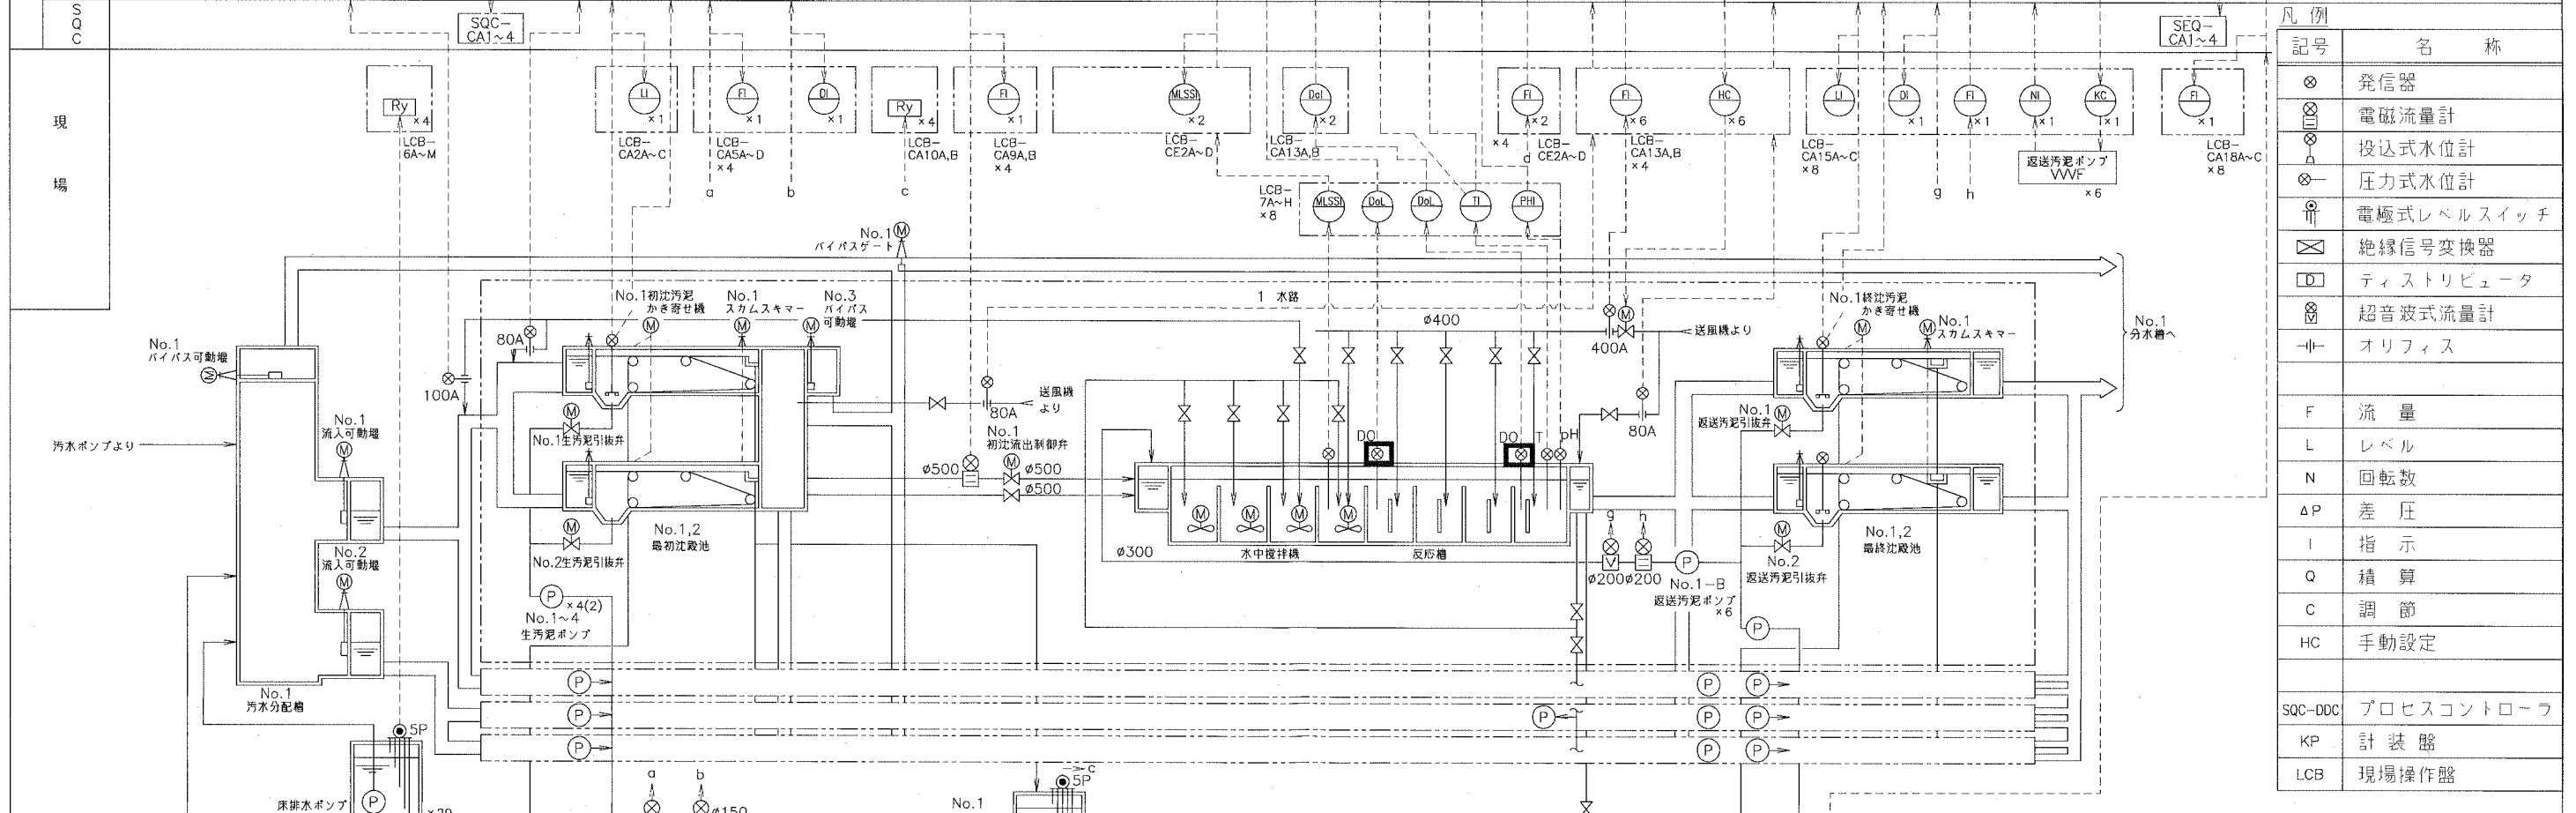 S
Q
C
SQC-
CA1~4
SEQ-
CA1~4
現
場
Ry
×4
LCB-
6A~M
LI
×1
LCB-
CA2A~C
FI
×1
DI
×1
LCB-
CA5A~D
×4
Ry
×4
LCB-
CA10A,B
FI
×1
LCB-
CA9A,B
×4
MLSSI
×2
LCB-
CE2A~D
DoI
×2
LCB-
CA13A,B
FI
×2
×4
LCB-
CE2A~D
FI
×6
HC
×6
LCB-
CA13A,B
×4
LI
DI
×1
FI
×1
NI
×1
KC
×1
LCB-
CA15A~C
×8
返送汚泥ポンプ
VVVF
×6
FI
×1
LCB-
CA18A~C
×8
a
b
c
d
g
h
LCB-
7A~H
×8
MLSSI
DoL
DoL
TI
PHI
No.1
バイパスゲート
1 水路
No.1初沈汚泥
かき寄せ機
No.1
スカムスキマー
No.3
バイパス
可動堰
80A
100A
No.1
バイパス可動堰
汚水ポンプより
No.1
流入可動堰
No.2
流入可動堰
No.1
汚水分配槽
No.1生汚泥引抜弁
No.2生汚泥引抜弁
No.1,2
最初沈殿池
P
×4(2)
No.1~4
生汚泥ポンプ
送風機
より
80A
No.1
初沈流出制御弁
ø500
ø500
ø500
ø400
送風機より
400A
80A
DO
DO
T
pH
M
M
M
M
ø300
水中撹拌機
反応槽
g
h
ø200
ø200
P
No.1-B
返送汚泥ポンプ
×6
No.1終沈汚泥
かき寄せ機
No.1
スカムスキマー
No.1
返送汚泥引抜弁
No.2
返送汚泥引抜弁
No.1,2
最終沈殿池
No.1
分水槽へ
P
P
P
P
P
P
P
P
P
P
P
P
5P
床排水ポンプ
P
×20
a
b
ø150
No.1
c
5P
凡 例
記号 名 称
発信器
電磁流量計
投込式水位計
圧力式水位計
電極式レベルスイッチ
絶縁信号変換器
D ディストリビュータ
超音波式流量計
オリフィス
F 流 量
L レベル
N 回転数
ΔP 差 圧
I 指 示
Q 積 算
C 調 節
HC 手動設定
SQC-DDC プロセスコントローラ
KP 計装盤
LCB 現場操作盤